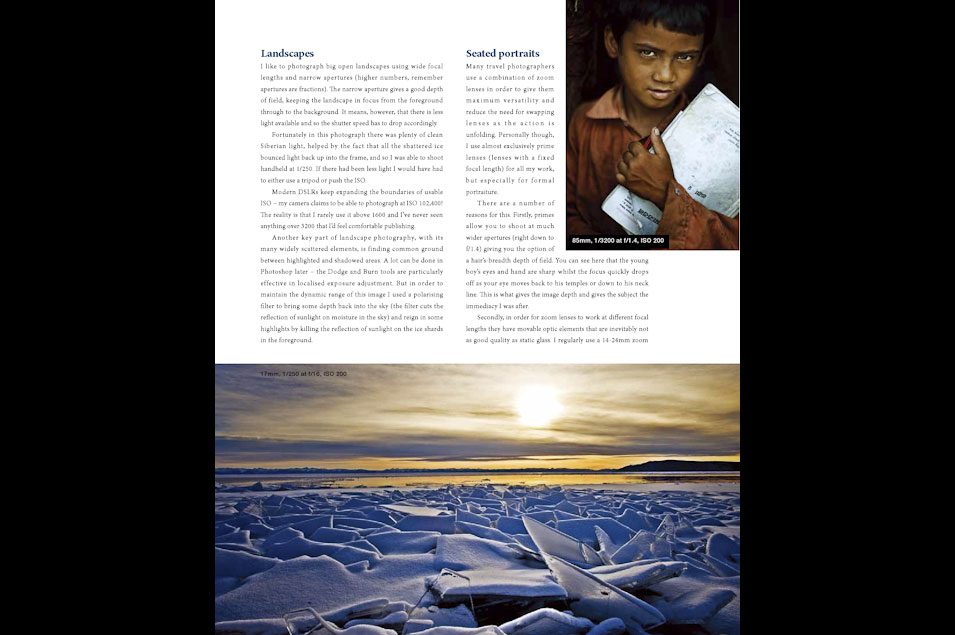 Landscapes
I like to photograph big open landscapes using wide focal
lengths and narrow apertures (higher numbers, remember
apertures are fractions). The narrow aperture gives a good depth
of field, keeping the landscape in focus from the foreground
through to the background. It means, however, that there is less
light available and so the shutter speed has to drop accordingly.
Fortunately in this photograph there was plenty of clean
Siberian light, helped by the fact that all the shattered ice
bounced light back up into the frame, and so I was able to shoot
handheld at 1/250. If there had been less light I would have had
to either use a tripod or push the ISO.
Modern DSLRs keep expanding the boundaries of usable
ISO – my camera claims to be able to photograph at ISO 102,400!
The reality is that I rarely use it above 1600 and I've never seen
anything over 3200 that I'd feel comfortable publishing.
Another key part of landscape photography, with its
many widely scattered elements, is finding common ground
between highlighted and shadowed areas. A lot can be done in
Photoshop later – the Dodge and Burn tools are particularly
effective in localised exposure adjustment. But in order to
maintain the dynamic range of this image I used a polarising
filter to bring some depth back into the sky (the filter cuts the
reflection of sunlight on moisture in the sky) and reign in some
highlights by killing the reflection of sunlight on the ice shards
in the foreground.
Seated portraits
Many travel photographers
use a combination of zoom
lenses in order to give them
maximum versatility and
reduce the need for swapping
lenses as the action is
unfolding. Personally though,
I use almost exclusively prime
lenses (lenses with a fixed
focal length) for all my work,
but especially for formal
portraiture.
There are a number of
reasons for this. Firstly, primes
allow you to shoot at much
wider apertures (right down to
f/1.4) giving you the option of
a hair's-breadth depth of field. You can see here that the young
boy's eyes and hand are sharp whilst the focus quickly drops
off as your eye moves back to his temples or down to his neck
line. This is what gives the image depth and gives the subject the
immediacy I was after.
Secondly, in order for zoom lenses to work at different focal
lengths they have movable optic elements that are inevitably not
as good quality as static glass. I regularly use a 14-24mm zoom
85mm, 1/3200 at f/1.4, ISO 200
17mm, 1/250 at f/16, ISO 200